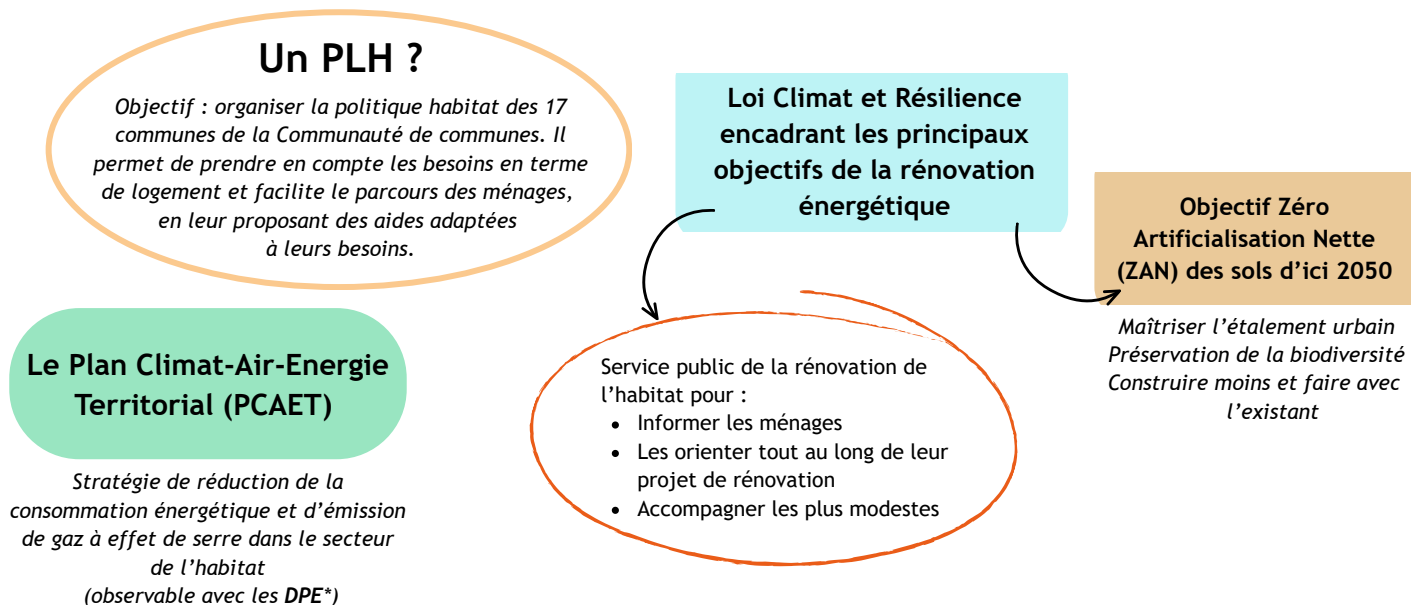 Un PLH ?
Objectif : organiser la politique habitat des 17
communes de la Communauté de communes. Il
permet de prendre en compte les besoins en terme
de logement et facilite le parcours des ménages,
en leur proposant des aides adaptées
à leurs besoins.
Le Plan Climat-Air-Energie
Territorial (PCAET)
Stratégie de réduction de la
consommation énergétique et d’émission
de gaz à effet de serre dans le secteur
de l’habitat
(observable avec les DPE*)
Loi Climat et Résilience
encadrant les principaux
objectifs de la rénovation
énergétique
Service public de la rénovation de
l’habitat pour :
• Informer les ménages
• Les orienter tout au long de leur
projet de rénovation
• Accompagner les plus modestes
Objectif Zéro
Artificialisation Nette
(ZAN) des sols d’ici 2050
Maîtriser l’étalement urbain
Préservation de la biodiversité
Construire moins et faire avec
l’existant